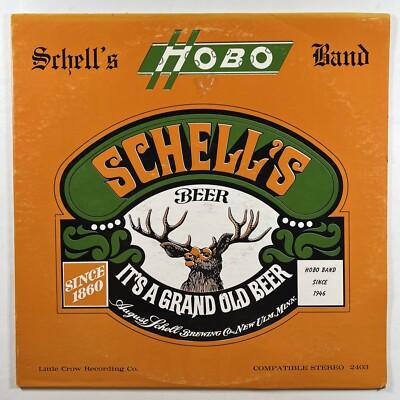 Schell's HOBO Band
SCHELL'S
BEER
SINCE
1860
IT'S A GRAND OLD BEER
August Schell Brewing Co., New Ulm, Minn.
HOBO BAND
SINCE
1946
Little Crow Recording Co.
COMPATIBLE STEREO 2403